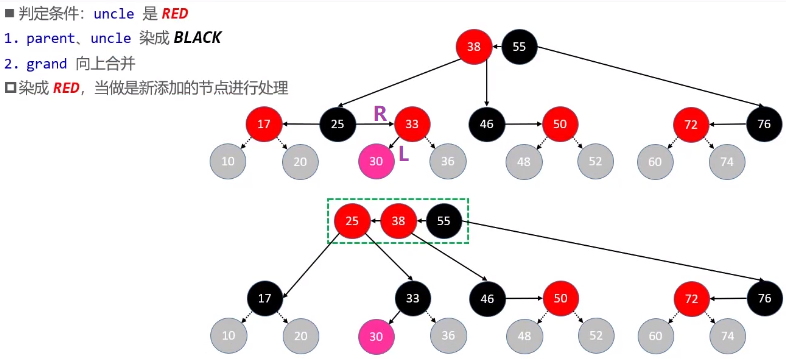 ■ 判定条件：uncle 是 RED
1. parent、uncle 染成 BLACK
2. grand 向上合并
染成 RED，当做是新添加的节点进行处理
38 55
17 25 R 33 46 50 72 76
10 20 30 L 36 48 52 60 74
25 38 55
17 33 46 50 72 76
10 20 30 36 48 52 60 74